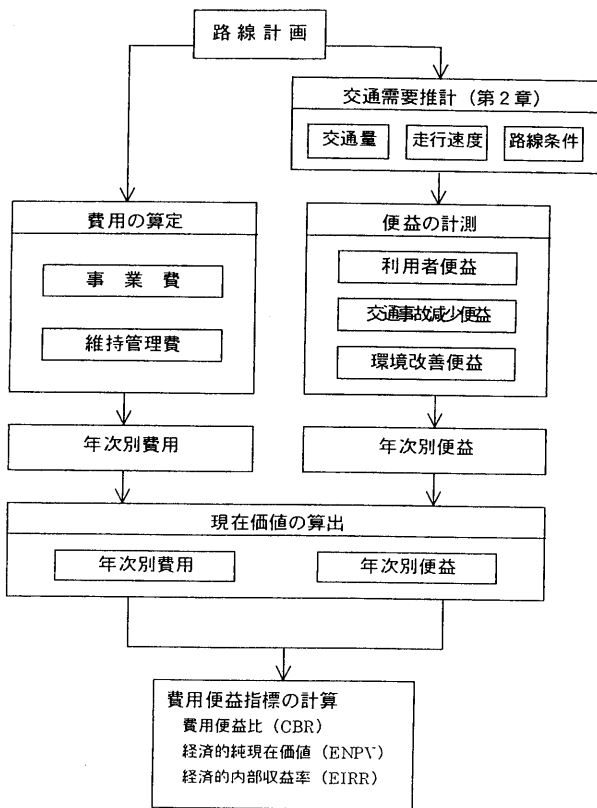 路線計画
交通需要推計（第２章）
交通量 走行速度 路線条件
費用の算定
事業費
維持管理費
便益の計測
利用者便益
交通事故減少便益
環境改善便益
年次別費用
年次別便益
現在価値の算出
年次別費用 年次別便益
費用便益指標の計算
費用便益比（CBR）
経済的純現在価値（ENPV）
経済的内部収益率（EIRR）